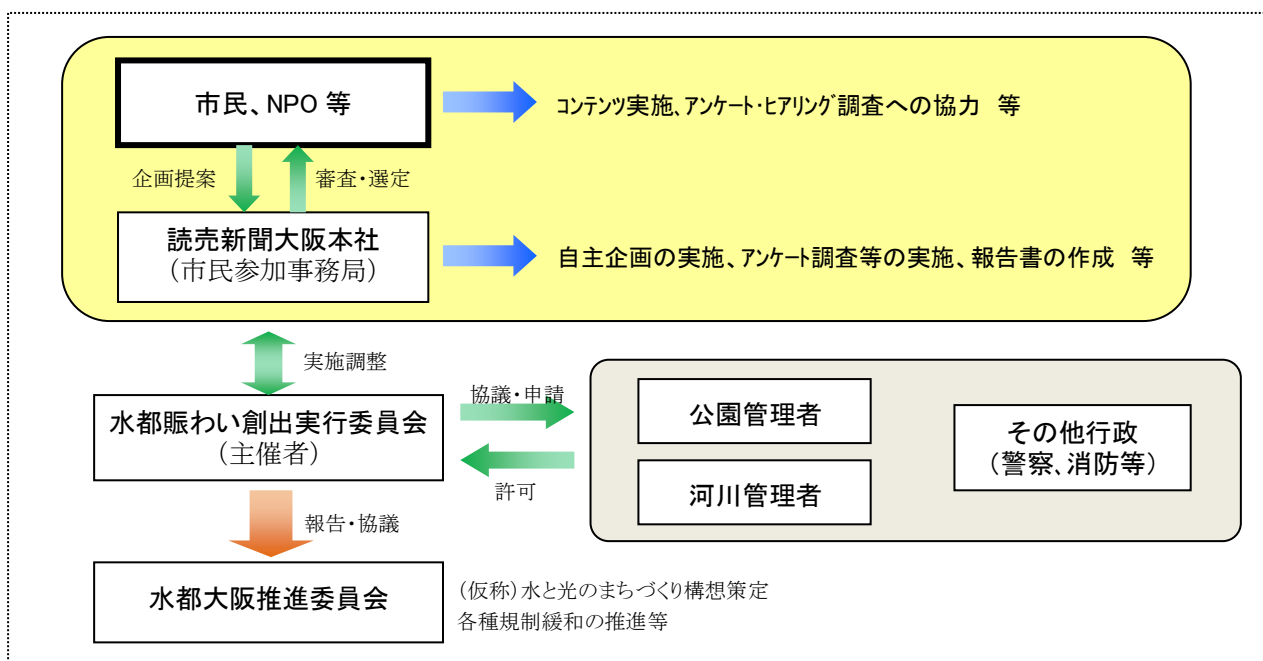 市民、NPO 等
コンテンツ実施、アンケート・ヒアリング調査への協力 等
企画提案
審査・選定
読売新聞大阪本社
(市民参加事務局)
自主企画の実施、アンケート調査等の実施、報告書の作成 等
実施調整
水都賑わい創出実行委員会
(主催者)
協議・申請
許可
公園管理者
河川管理者
その他行政
(警察、消防等)
報告・協議
水都大阪推進委員会
(仮称)水と光のまちづくり構想策定
各種規制緩和の推進等